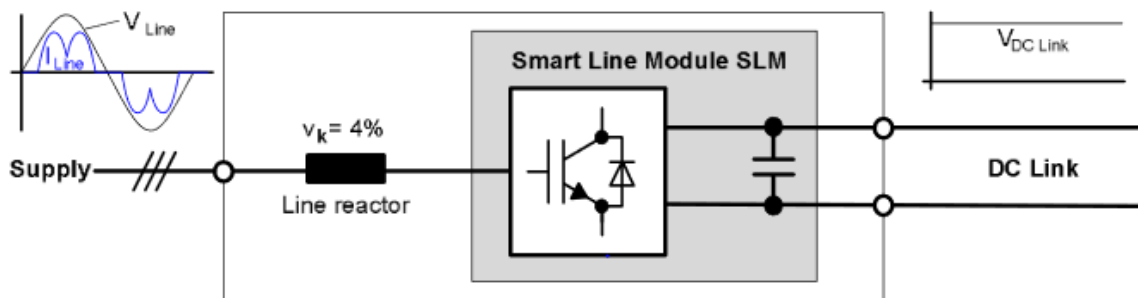 V Line
I Line
Smart Line Module SLM
V DC Link
vk= 4%
Supply
Line reactor
DC Link